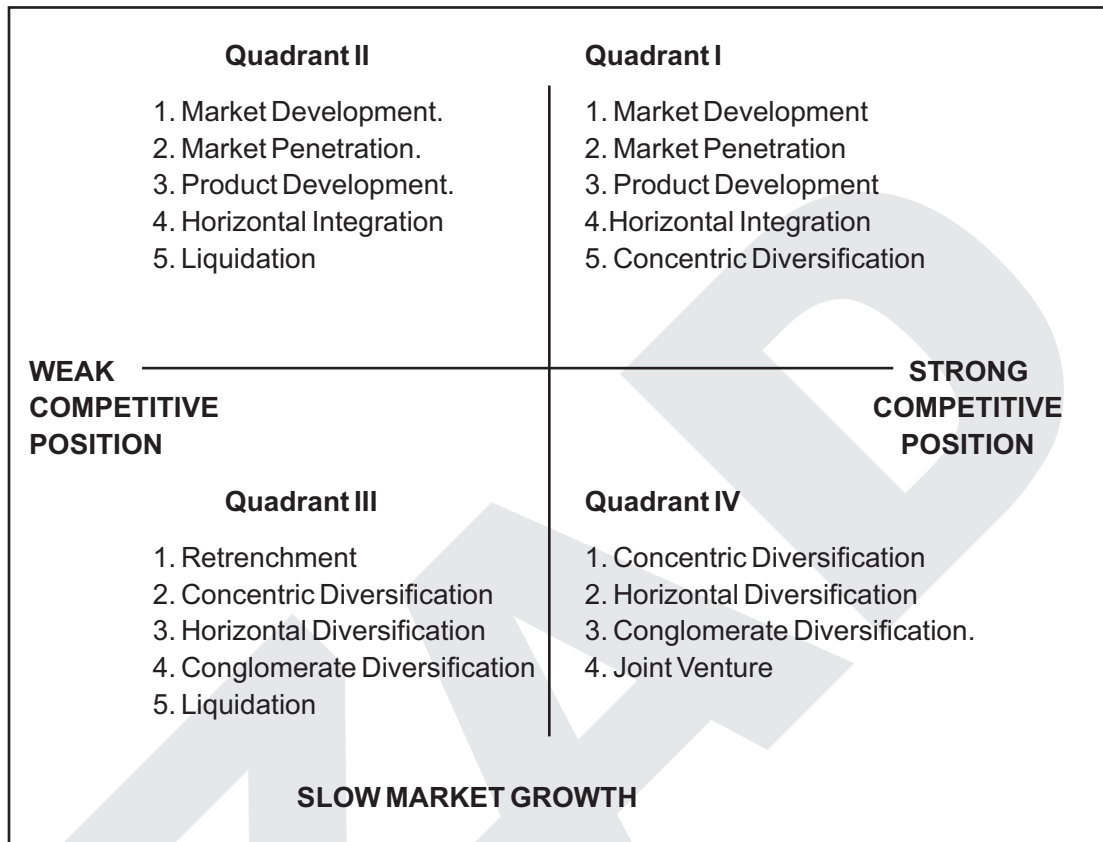 Quadrant II
1. Market Development.
2. Market Penetration.
3. Product Development.
4. Horizontal Integration
5. Liquidation
Quadrant I
1. Market Development
2. Market Penetration
3. Product Development
4.Horizontal Integration
5. Concentric Diversification
WEAK
COMPETITIVE
POSITION
STRONG
COMPETITIVE
POSITION
Quadrant III
1. Retrenchment
2. Concentric Diversification
3. Horizontal Diversification
4. Conglomerate Diversification
5. Liquidation
Quadrant IV
1. Concentric Diversification
2. Horizontal Diversification
3. Conglomerate Diversification.
4. Joint Venture
SLOW MARKET GROWTH